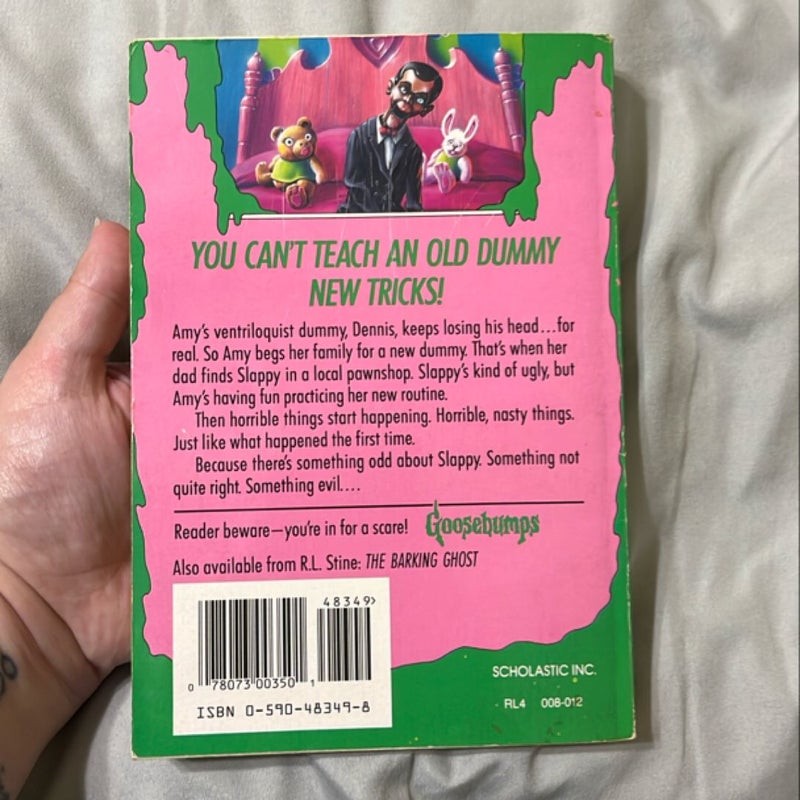 YOU CAN'T TEACH AN OLD DUMMY
NEW TRICKS!
Amy's ventriloquist dummy, Dennis, keeps losing his head...for
real. So Amy begs her family for a new dummy. That's when her
dad finds Slappy in a local pawnshop. Slappy's kind of ugly, but
Amy's having fun practicing her new routine.
Then horrible things start happening. Horrible, nasty things.
Just like what happened the first time.
Because there's something odd about Slappy. Something not
quite right. Something evil....
Reader beware—you're in for a scare! Goosebumps
Also available from R.L. Stine: THE BARKING GHOST
48349>
0 78073 00350 1
ISBN 0-590-48349-8
SCHOLASTIC INC.
RL4 008-012